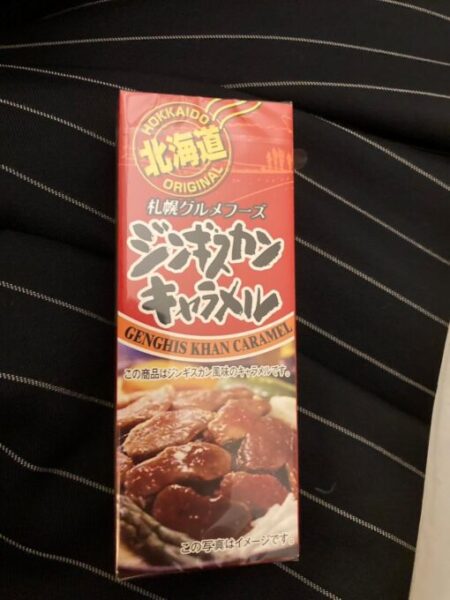 HOKKAIDO
北海道
ORIGINAL
札幌グルメフーズ
ジンギスカン
キャラメル
GENGHIS KHAN CARAMEL
この商品はジンギスカン風味のキャラメルです。
この写真はイメージです。